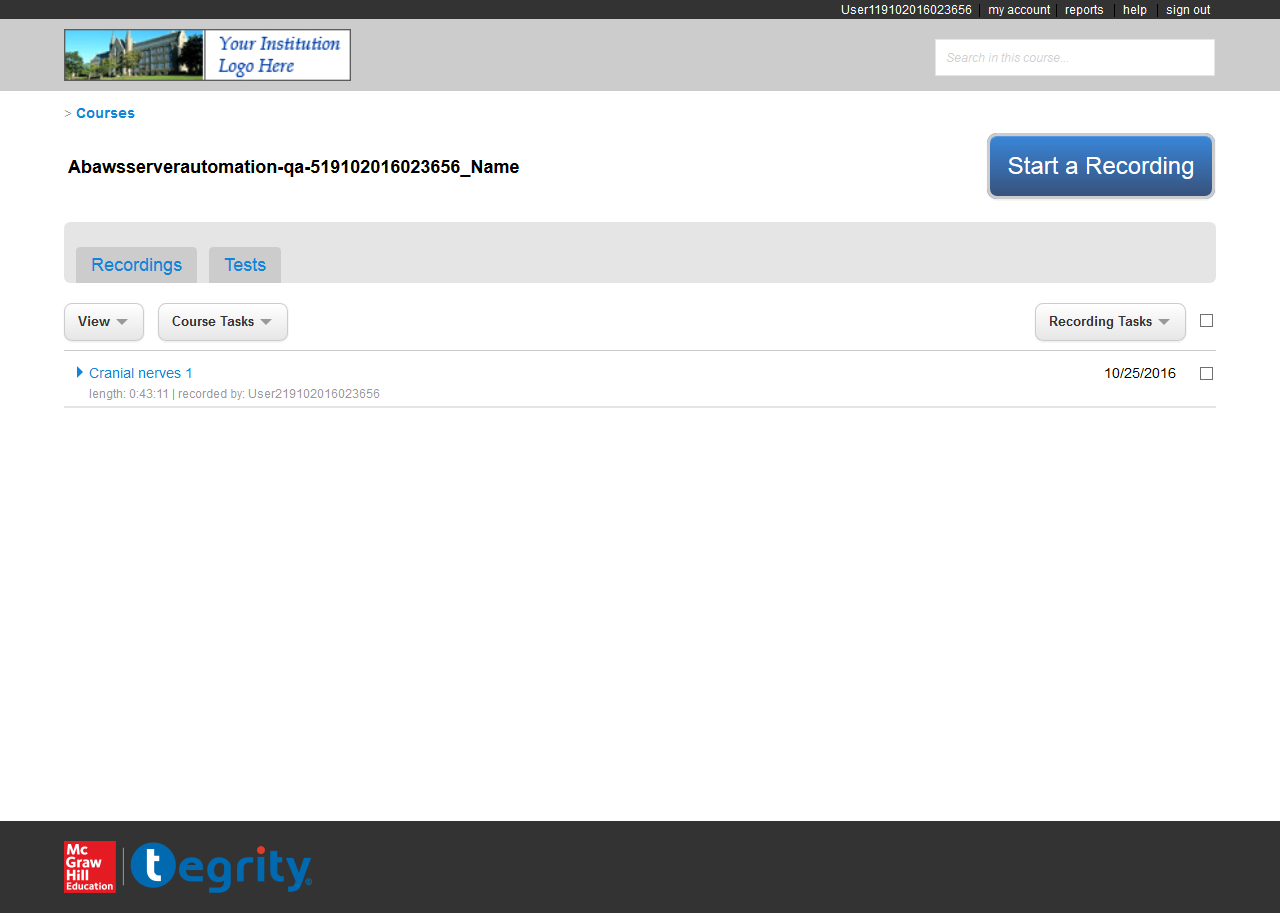 User119102016023656 my account reports help sign out
Your Institution
Logo Here
Search in this course...
> Courses
Abawsserverautomation-qa-519102016023656_Name
Start a Recording
Recordings Tests
View Course Tasks Recording Tasks
Cranial nerves 1 10/25/2016
length: 0:43:11 | recorded by: User219102016023656
Mc
Graw
Hill
Education
tegrity®